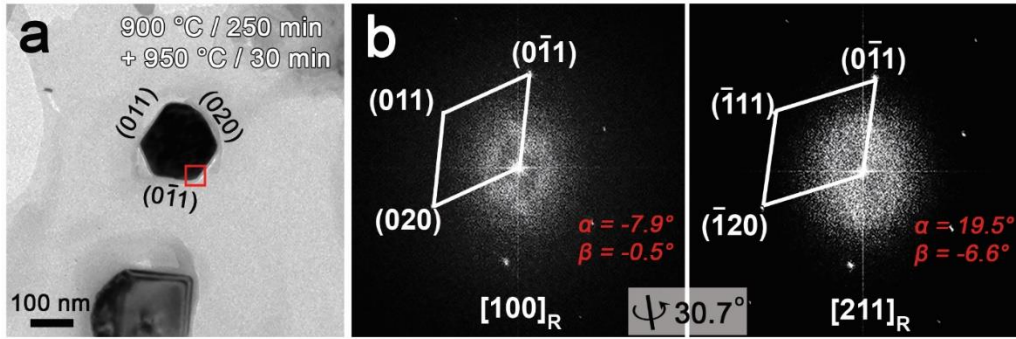 a
900 °C / 250 min
+ 950 °C / 30 min
(011)
(020)
(01̄1)
100 nm
b
(01̄1)
(011)
(020)
α = -7.9°
β = -0.5°
[100]R
30.7°
(01̄1)
(1̄11)
(1̄20)
α = 19.5°
β = -6.6°
[211]R